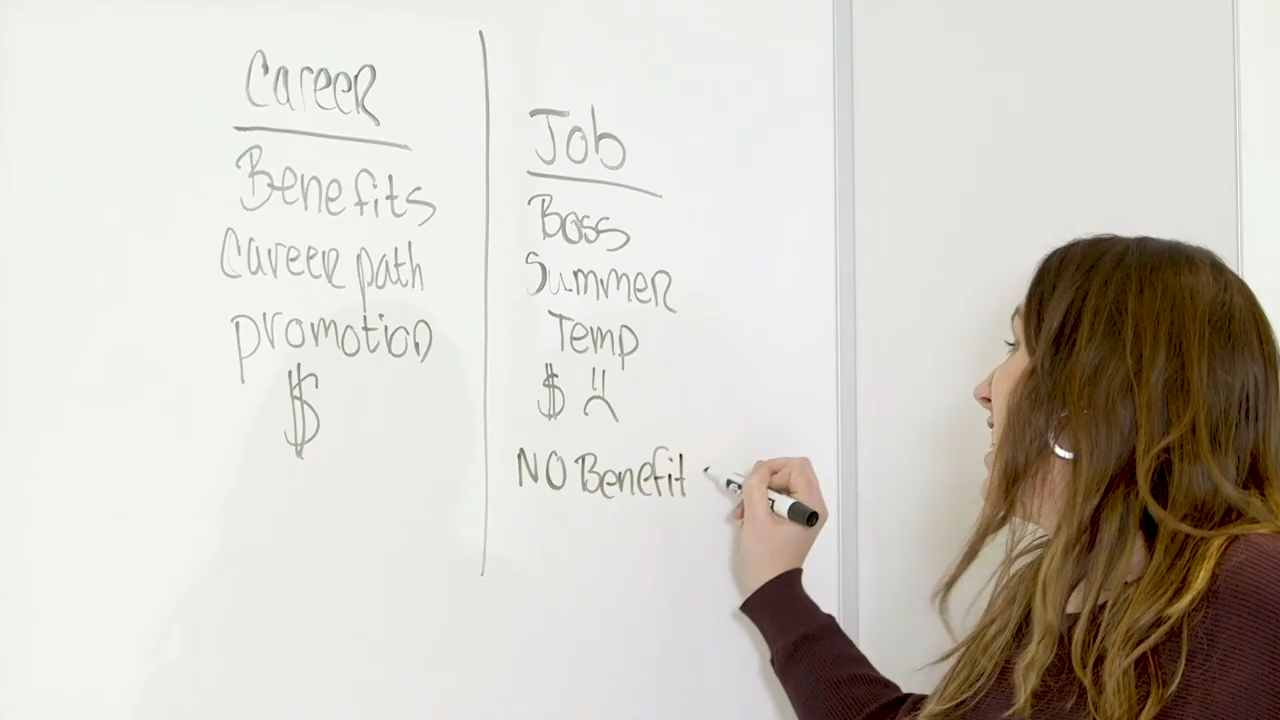 Career
Benefits
Career path
promotion
$
Job
Boss
Summer
Temp
$ :(
NO Benefit